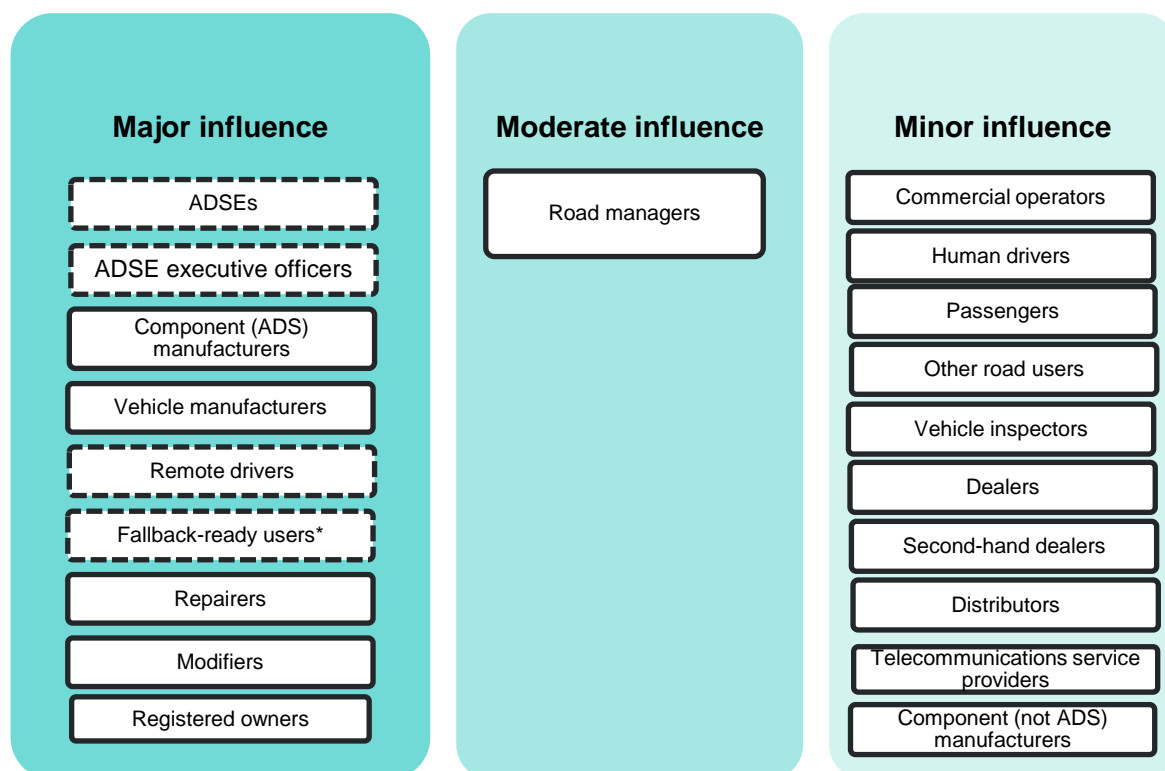 Major influence
ADSEs
ADSE executive officers
Component (ADS)
manufacturers
Vehicle manufacturers
Remote drivers
Fallback-ready users*
Repairers
Modifiers
Registered owners
Moderate influence
Road managers
Minor influence
Commercial operators
Human drivers
Passengers
Other road users
Vehicle inspectors
Dealers
Second-hand dealers
Distributors
Telecommunications service
providers
Component (not ADS)
manufacturers